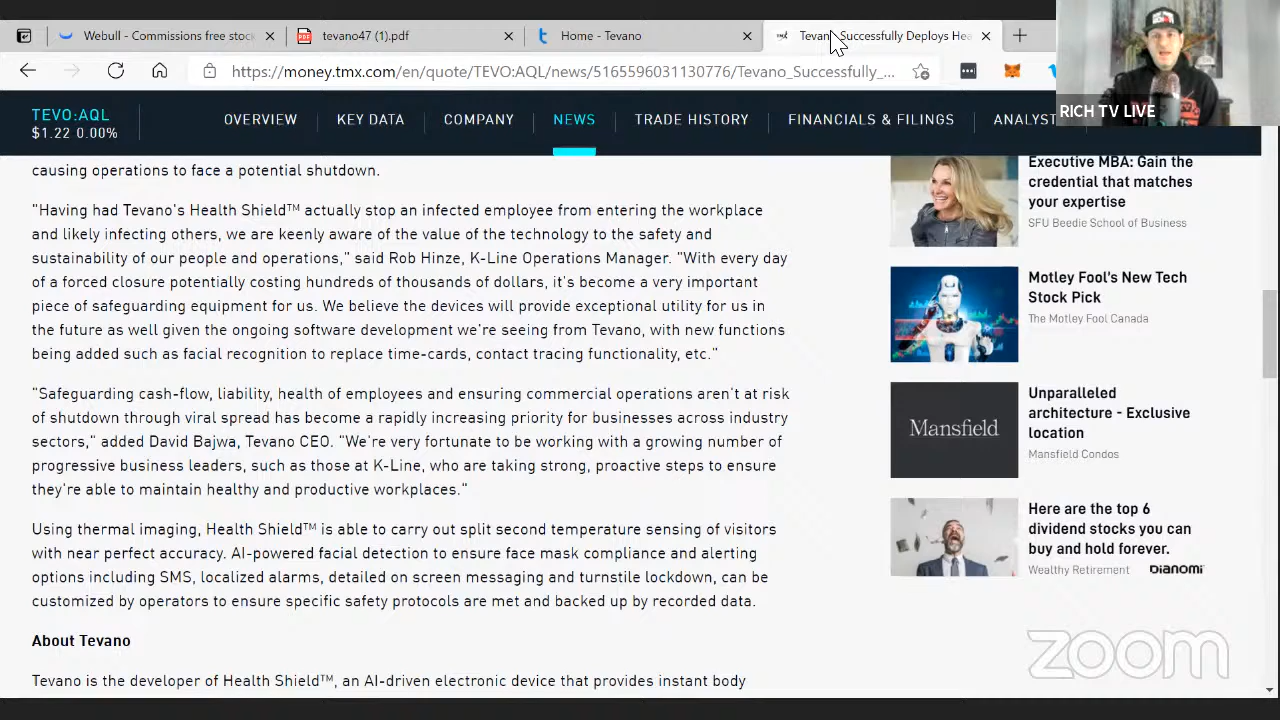 Webull - Commissions free stoc
tevano47 (1).pdf
Home - Tevano
Successfully Deploys Hea
https://money.tmx.com/en/quote/TEVO:AQL/news/5165596031130776/Tevano_Successfully_...
RICH TV LIVE
TEVO:AQL
$1.22 0.00%
OVERVIEW
KEY DATA
COMPANY
NEWS
TRADE HISTORY
FINANCIALS & FILINGS
ANALYST
causing operations to face a potential shutdown.
"Having had Tevano's Health Shield™ actually stop an infected employee from entering the workplace
and likely infecting others, we are keenly aware of the value of the technology to the safety and
sustainability of our people and operations," said Rob Hinze, K-Line Operations Manager. "With every day
of a forced closure potentially costing hundreds of thousands of dollars, it's become a very important
piece of safeguarding equipment for us. We believe the devices will provide exceptional utility for us in
the future as well given the ongoing software development we're seeing from Tevano, with new functions
being added such as facial recognition to replace time-cards, contact tracing functionality, etc."
"Safeguarding cash-flow, liability, health of employees and ensuring commercial operations aren't at risk
of shutdown through viral spread has become a rapidly increasing priority for businesses across industry
sectors," added David Bajwa, Tevano CEO. "We're very fortunate to be working with a growing number of
progressive business leaders, such as those at K-Line, who are taking strong, proactive steps to ensure
they're able to maintain healthy and productive workplaces."
Using thermal imaging, Health Shield™ is able to carry out split second temperature sensing of visitors
with near perfect accuracy. AI-powered facial detection to ensure face mask compliance and alerting
options including SMS, localized alarms, detailed on screen messaging and turnstile lockdown, can be
customized by operators to ensure specific safety protocols are met and backed up by recorded data.
About Tevano
Tevano is the developer of Health Shield™, an AI-driven electronic device that provides instant body
Executive MBA: Gain the
credential that matches
your expertise
SFU Beedie School of Business
Motley Fool's New Tech
Stock Pick
The Motley Fool Canada
Mansfield
Unparalleled
architecture - Exclusive
location
Mansfield Condos
Here are the top 6
dividend stocks you can
buy and hold forever.
Wealthy Retirement
Dianomi
zoom